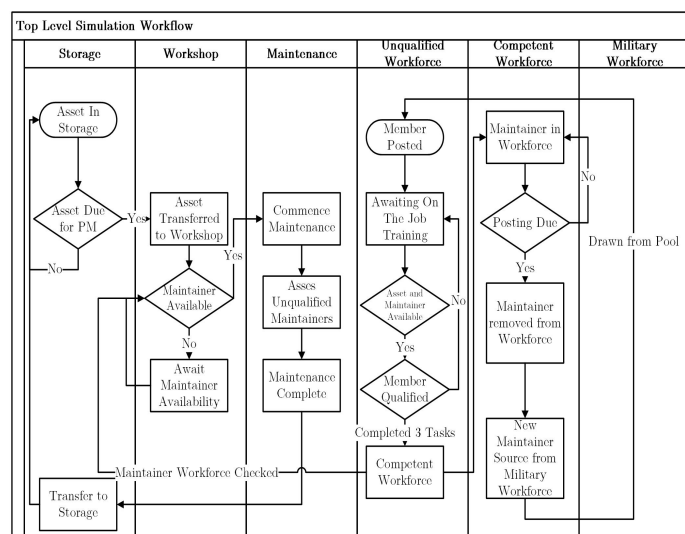 Top Level Simulation Workflow
Storage
Workshop
Maintenance
Unqualified
Workforce
Competent
Workforce
Military
Workforce
Asset In
Storage
Asset Due
for PM
Yes
No
Transfer to
Storage
Asset
Transferred
to Workshop
Maintainer
Available
Yes
No
Await
Maintainer
Availability
Maintainer Workforce Checked
Commence
Maintenance
Asses
Unqualified
Maintainers
Maintenance
Complete
Member
Posted
Awaiting On
The Job
Training
Asset and
Maintainer
Available
No
Yes
Member
Qualified
Completed 3 Tasks
Competent
Workforce
Maintainer in
Workforce
No
Posting Due
Yes
Maintainer
removed from
Workforce
New
Maintainer
Source from
Military
Workforce
Drawn from Pool